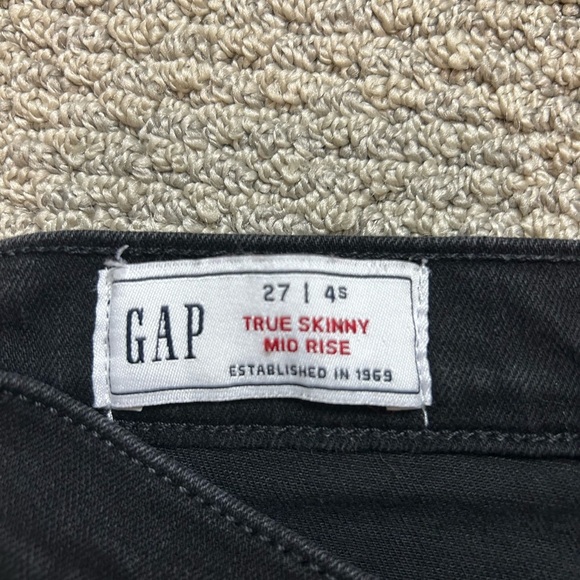 GAP
27 | 4s
TRUE SKINNY
MID RISE
ESTABLISHED IN 1969